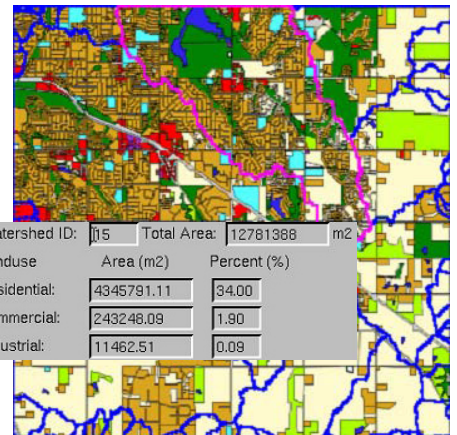 atershed ID: 15 Total Area: 12781388 m2
nduse Area (m2) Percent (%)
sidential: 4345791.11 34.00
mmercial: 243248.09 1.90
ustrial: 11462.51 0.09